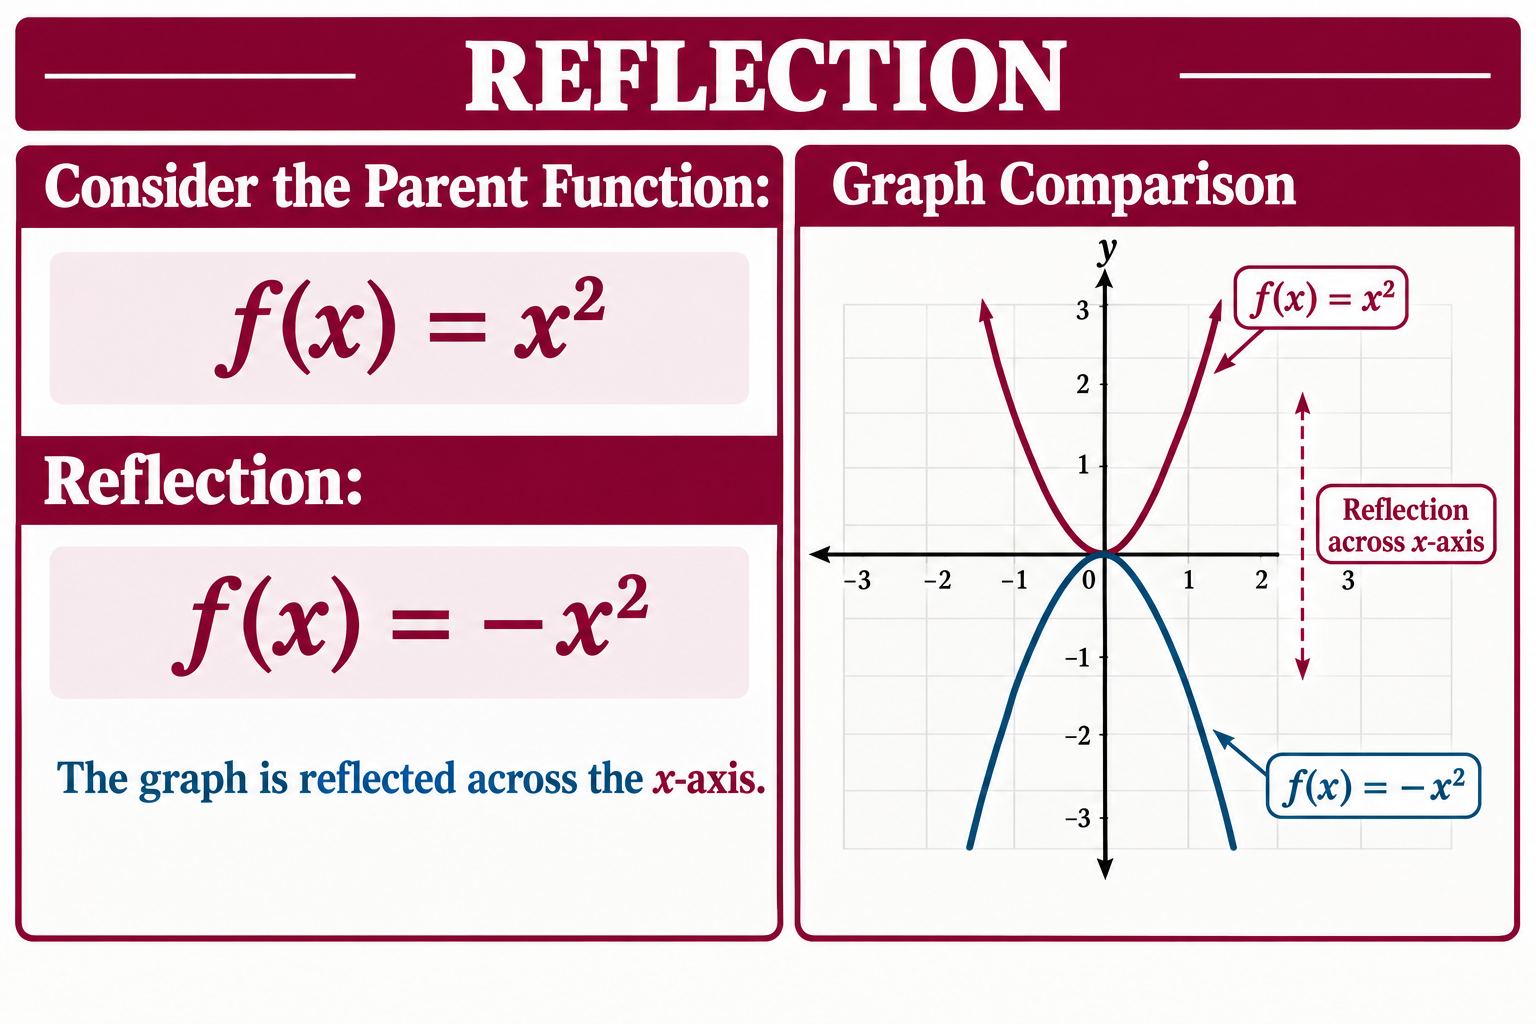 REFLECTION
Consider the Parent Function:
f(x) = x²
Reflection:
f(x) = −x²
The graph is reflected across the x-axis.
Graph Comparison
y
f(x) = x²
3
2
1
Reflection
across x-axis
−3 −2 −1 0 1 2 3
−1
−2
−3
f(x) = −x²